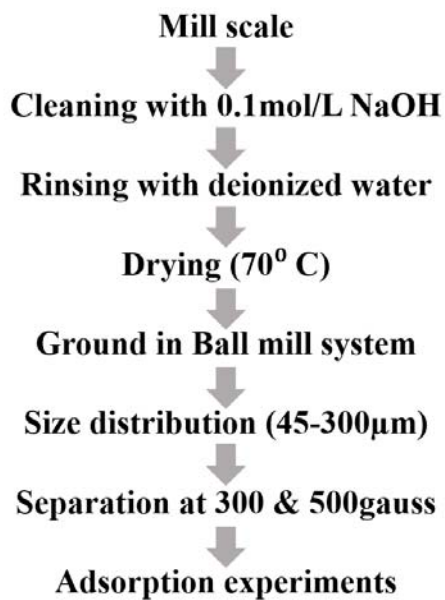 Mill scale
Cleaning with 0.1mol/L NaOH
Rinsing with deionized water
Drying (70⁰ C)
Ground in Ball mill system
Size distribution (45-300µm)
Separation at 300 & 500gauss
Adsorption experiments